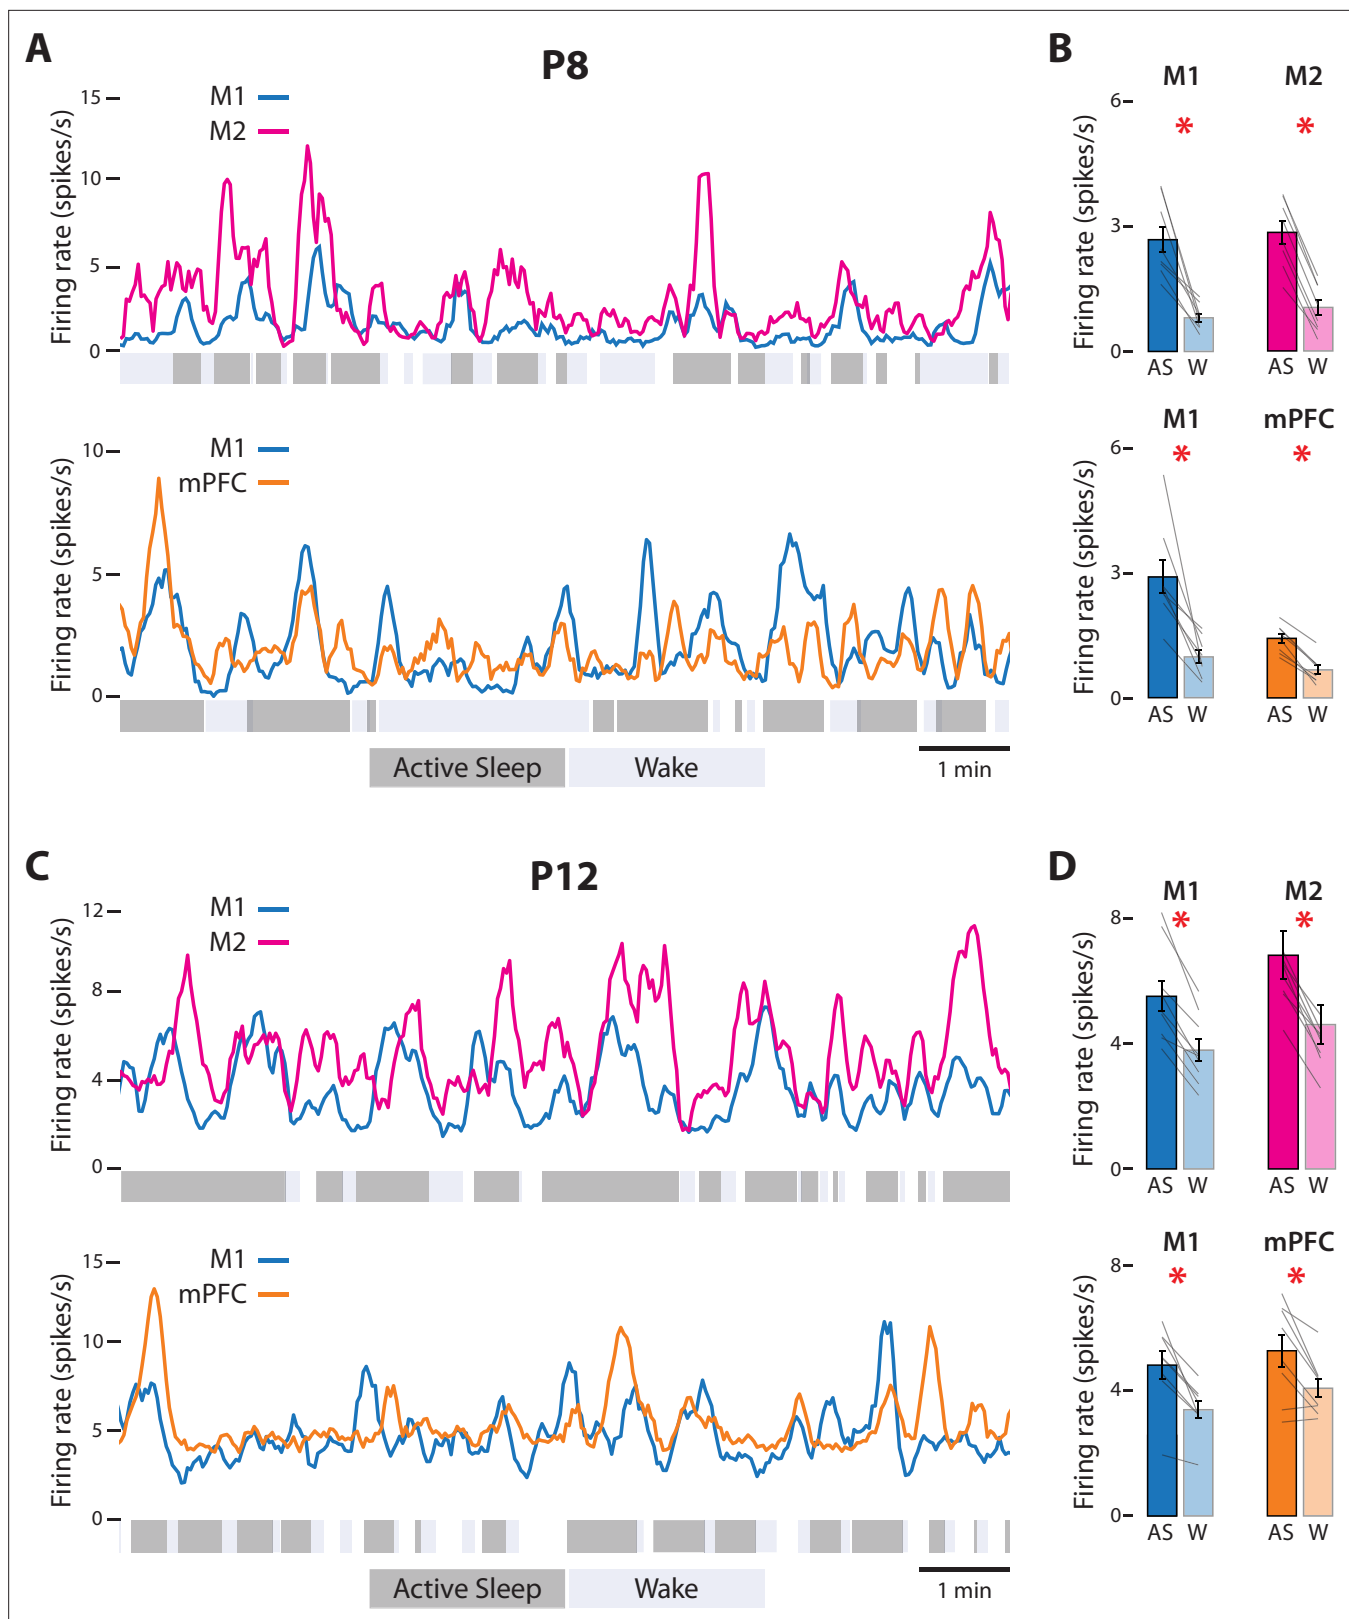 A
P8
M1
M2
Firing rate (spikes/s)
15
10
5
0
M1
mPFC
Firing rate (spikes/s)
10
5
0
Active Sleep
Wake
1 min
B
M1
M2
Firing rate (spikes/s)
6
3
0
*
*
AS W
AS W
M1
mPFC
Firing rate (spikes/s)
6
3
0
*
*
AS W
AS W
C
P12
M1
M2
Firing rate (spikes/s)
12
8
4
0
M1
mPFC
Firing rate (spikes/s)
15
10
5
0
Active Sleep
Wake
1 min
D
M1
M2
Firing rate (spikes/s)
8
4
0
*
*
AS W
AS W
M1
mPFC
Firing rate (spikes/s)
8
4
0
*
*
AS W
AS W